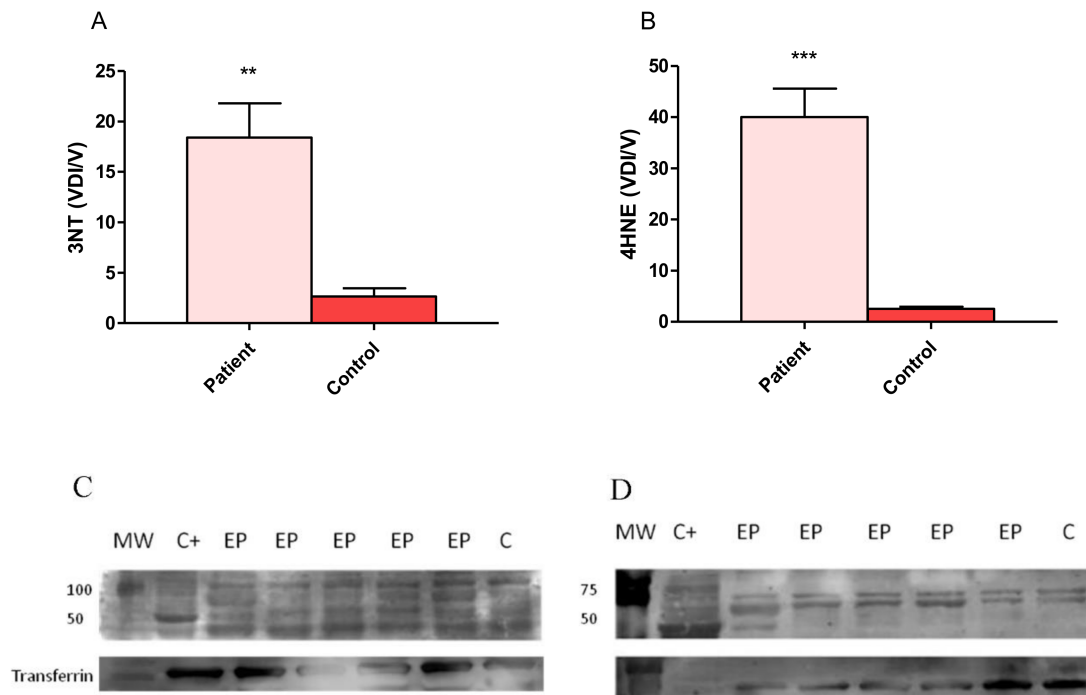 A
3NT (VDI/V)
25
20
15
10
5
0
**
Patient
Control
B
4HNE (VDI/V)
50
40
30
20
10
0
***
Patient
Control
C
MW C+ EP EP EP EP EP C
100
50
Transferrin
D
MW C+ EP EP EP EP EP C
75
50